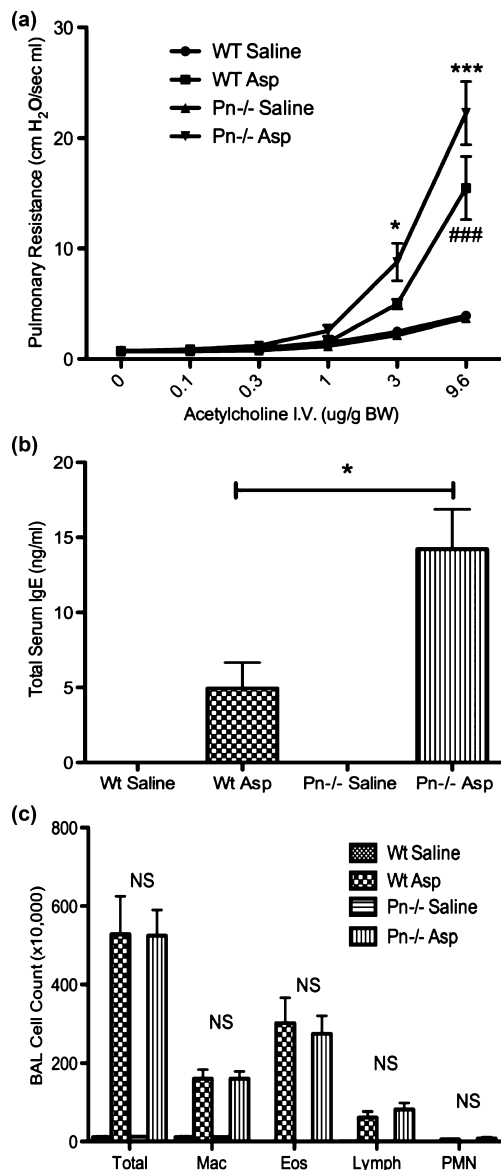 (a)
WT Saline
WT Asp
Pn-/- Saline
Pn-/- Asp
***
*
###
30
20
10
0
Pulmonary Resistance (cm H2O/sec ml)
0 0.1 0.3 1 3 9.6
Acetylcholine I.V. (ug/g BW)
(b)
*
20
15
10
5
0
Total Serum IgE (ng/ml)
Wt Saline Wt Asp Pn-/- Saline Pn-/- Asp
(c)
Wt Saline
Wt Asp
Pn-/- Saline
Pn-/- Asp
NS
NS
NS
NS
NS
800
600
400
200
0
BAL Cell Count (x10,000)
Total Mac Eos Lymph PMN